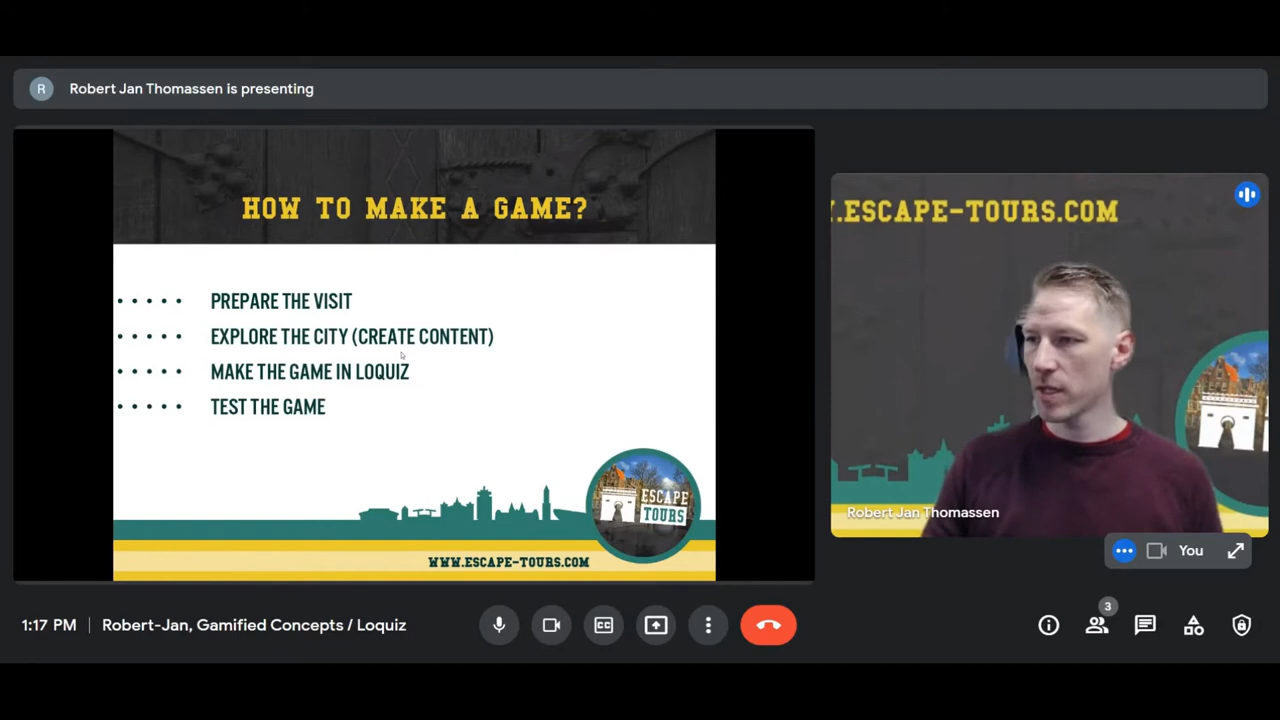 R
Robert Jan Thomassen is presenting
HOW TO MAKE A GAME?
PREPARE THE VISIT
EXPLORE THE CITY (CREATE CONTENT)
MAKE THE GAME IN LOQUIZ
TEST THE GAME
ESCAPE
TOURS
WWW.ESCAPE-TOURS.COM
.ESCAPE-TOURS.COM
Robert Jan Thomassen
You
1:17 PM | Robert-Jan, Gamified Concepts / Loquiz
CC
3